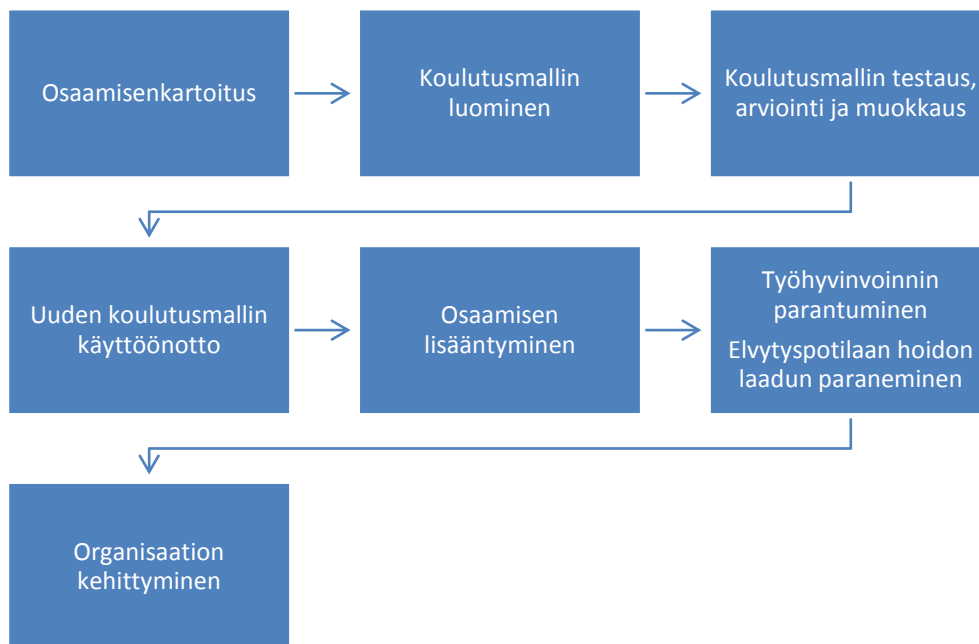 Osaamisenkartoitus
Koulutusmallin
luominen
Koulutusmallin testaus,
arviointi ja muokkaus
Uuden koulutusmallin
käyttöönotto
Osaamisen
lisääntyminen
Työhyvinvoinnin
parantuminen
Elvytyspotilaan hoidon
laadun paraneminen
Organisaation
kehittyminen